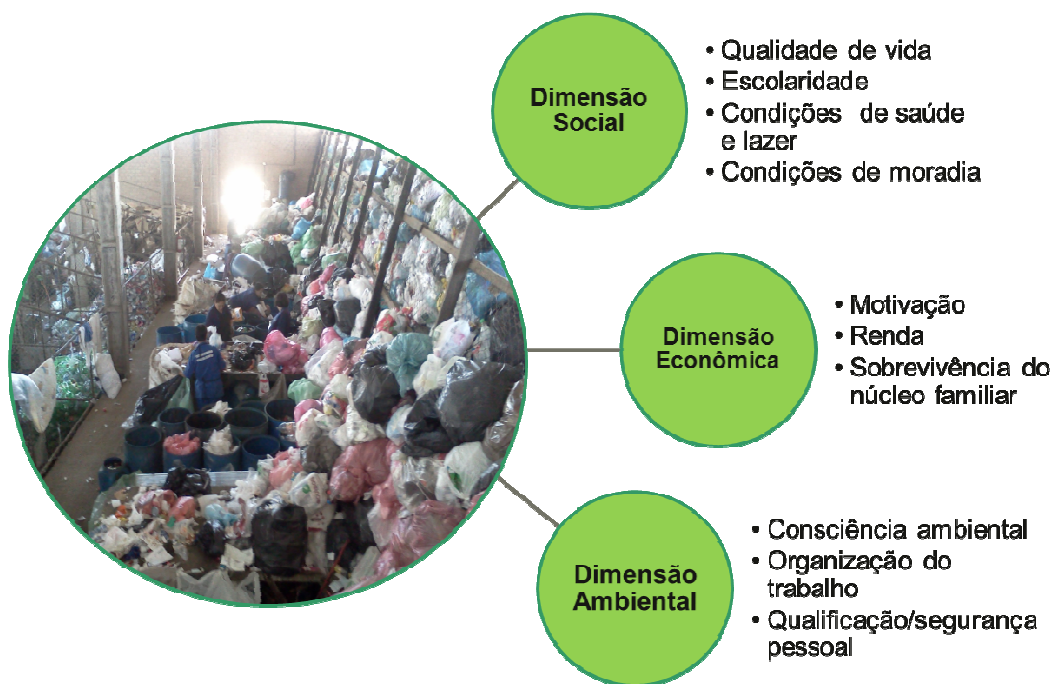 Dimensão
Social
• Qualidade de vida
• Escolaridade
• Condições de saúde
e lazer
• Condições de moradia
Dimensão
Econômica
• Motivação
• Renda
• Sobrevivência do
núcleo familiar
Dimensão
Ambiental
• Consciência ambiental
• Organização do
trabalho
• Qualificação/segurança
pessoal